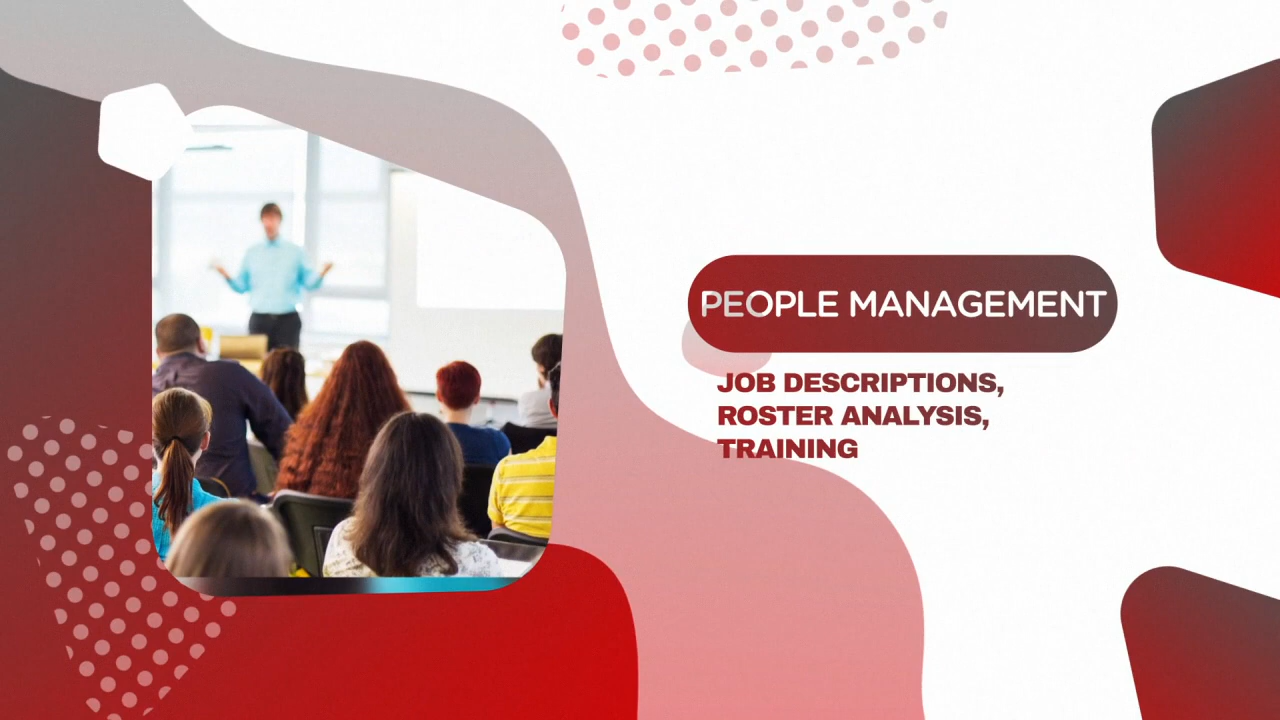 PEOPLE MANAGEMENT
JOB DESCRIPTIONS,
ROSTER ANALYSIS,
TRAINING